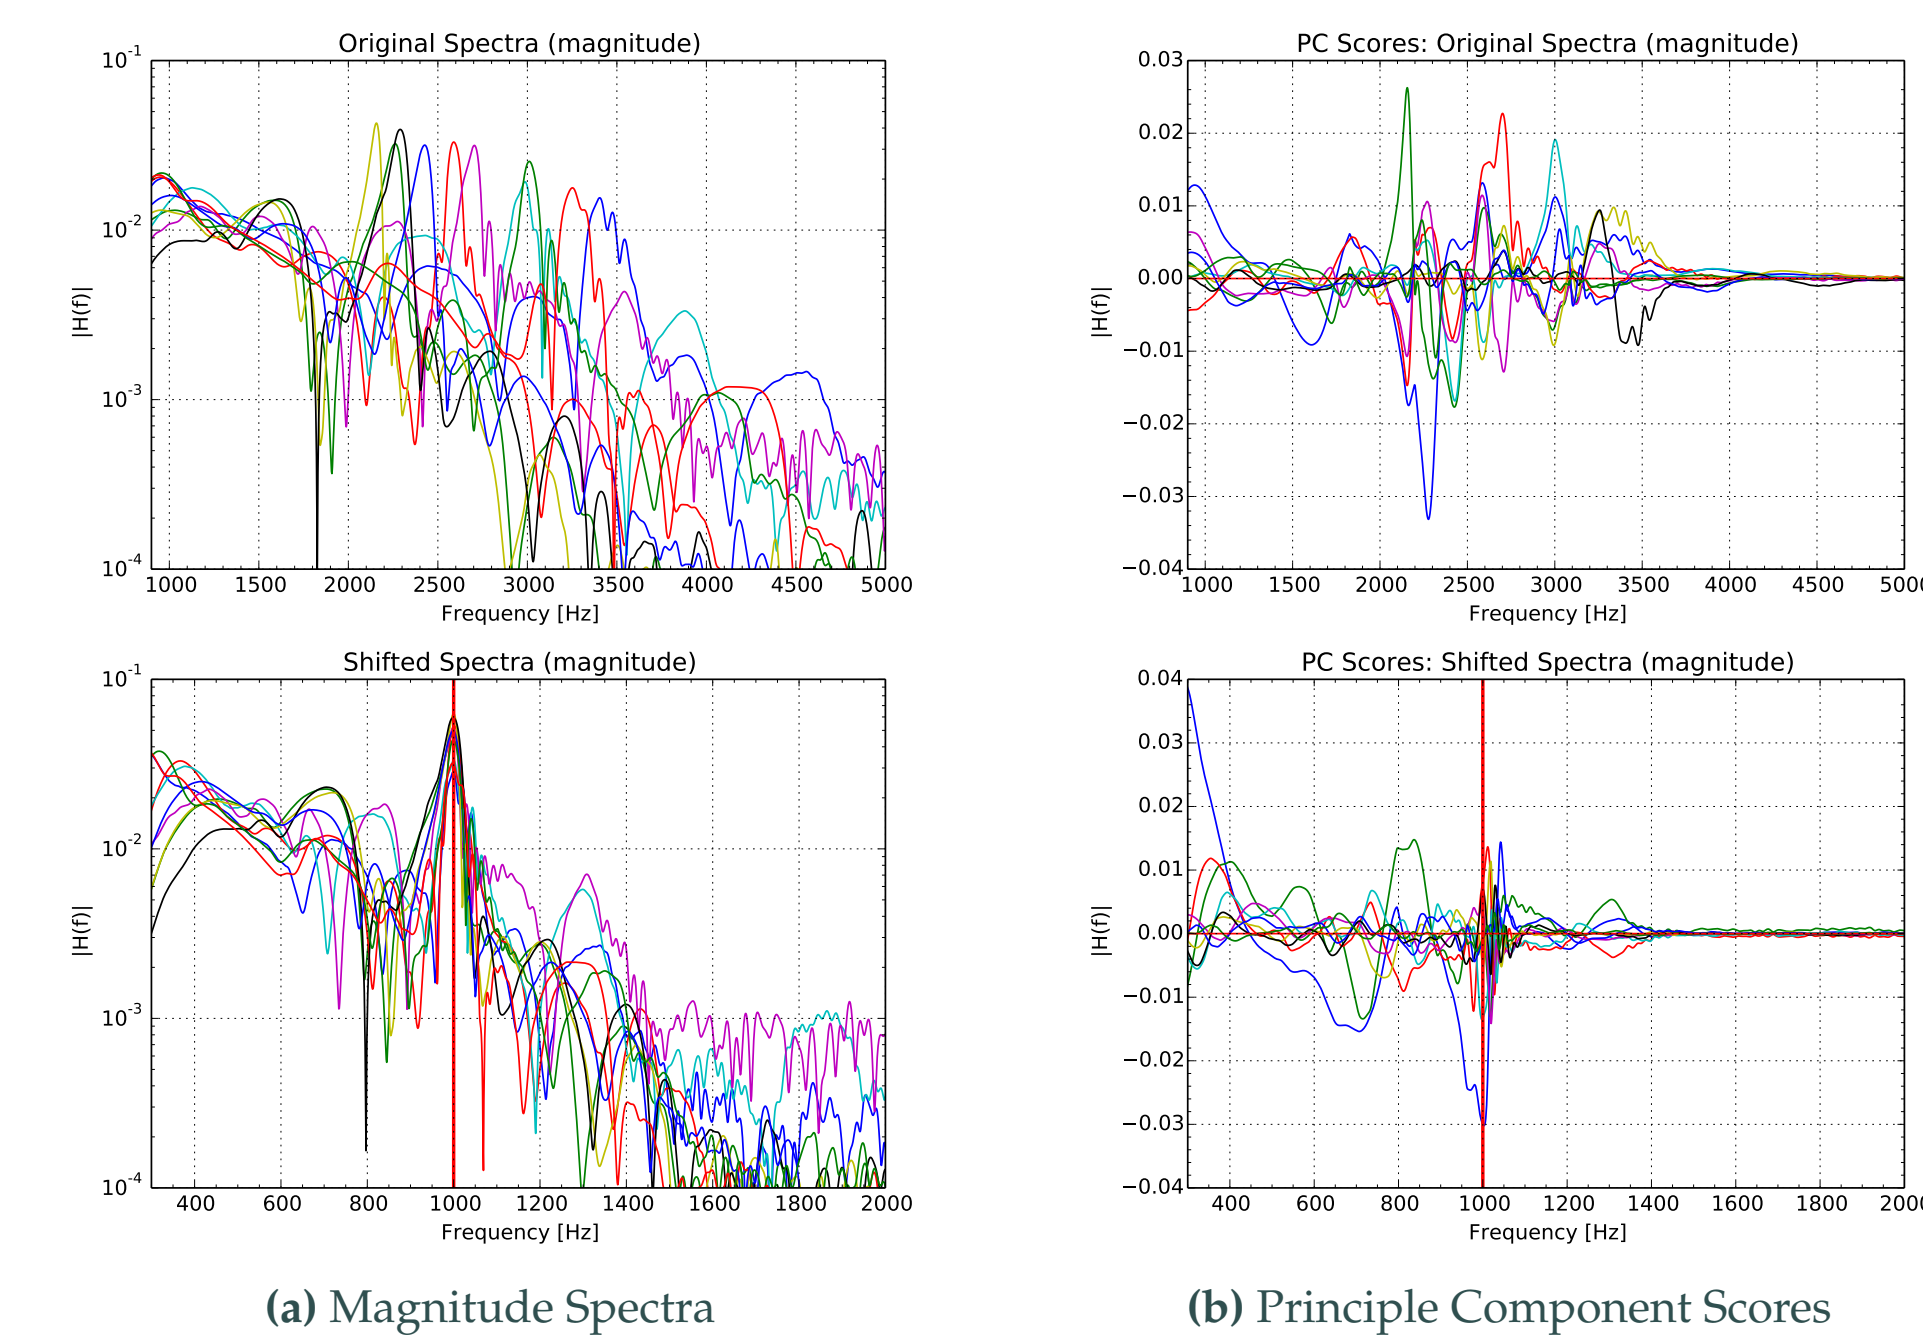 Original Spectra (magnitude)
10^-1
10^-2
10^-3
10^-4
|H(f)|
1000 1500 2000 2500 3000 3500 4000 4500 5000
Frequency [Hz]
PC Scores: Original Spectra (magnitude)
0.03
0.02
0.01
0.00
−0.01
−0.02
−0.03
−0.04
|H(f)|
1000 1500 2000 2500 3000 3500 4000 4500 500
Frequency [Hz]
Shifted Spectra (magnitude)
10^-1
10^-2
10^-3
10^-4
|H(f)|
400 600 800 1000 1200 1400 1600 1800 2000
Frequency [Hz]
PC Scores: Shifted Spectra (magnitude)
0.04
0.03
0.02
0.01
0.00
−0.01
−0.02
−0.03
−0.04
|H(f)|
400 600 800 1000 1200 1400 1600 1800 200
Frequency [Hz]
(a) Magnitude Spectra
(b) Principle Component Scores